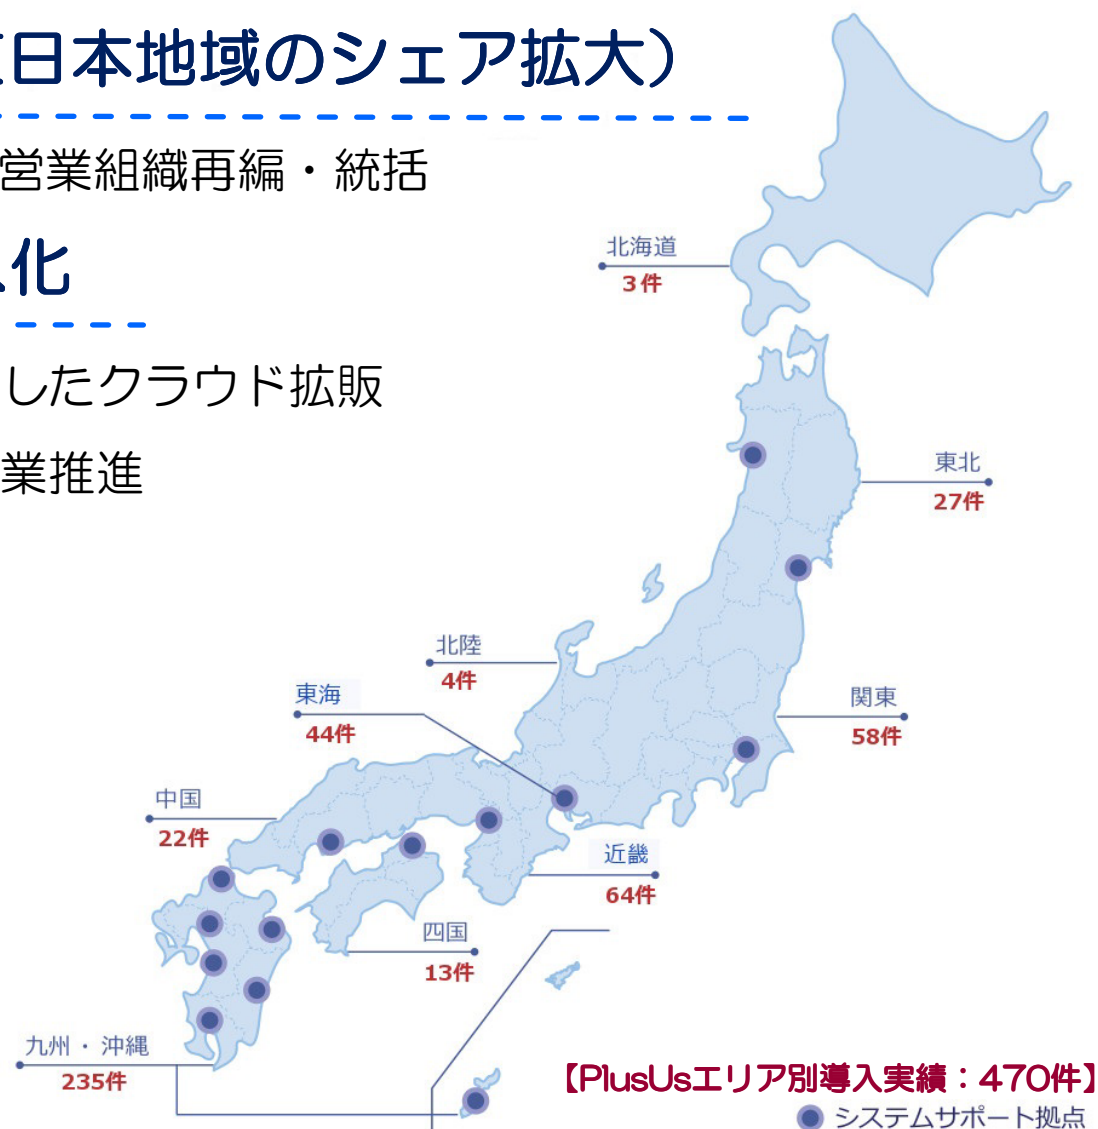 日本地域のシェア拡大）
営業組織再編・統括
化
したクラウド拡販
業推進
北海道
3件
東北
27件
北陸
4件
東海
44件
関東
58件
中国
22件
近畿
64件
四国
13件
九州・沖縄
235件
【PlusUsエリア別導入実績：470件】
システムサポート拠点